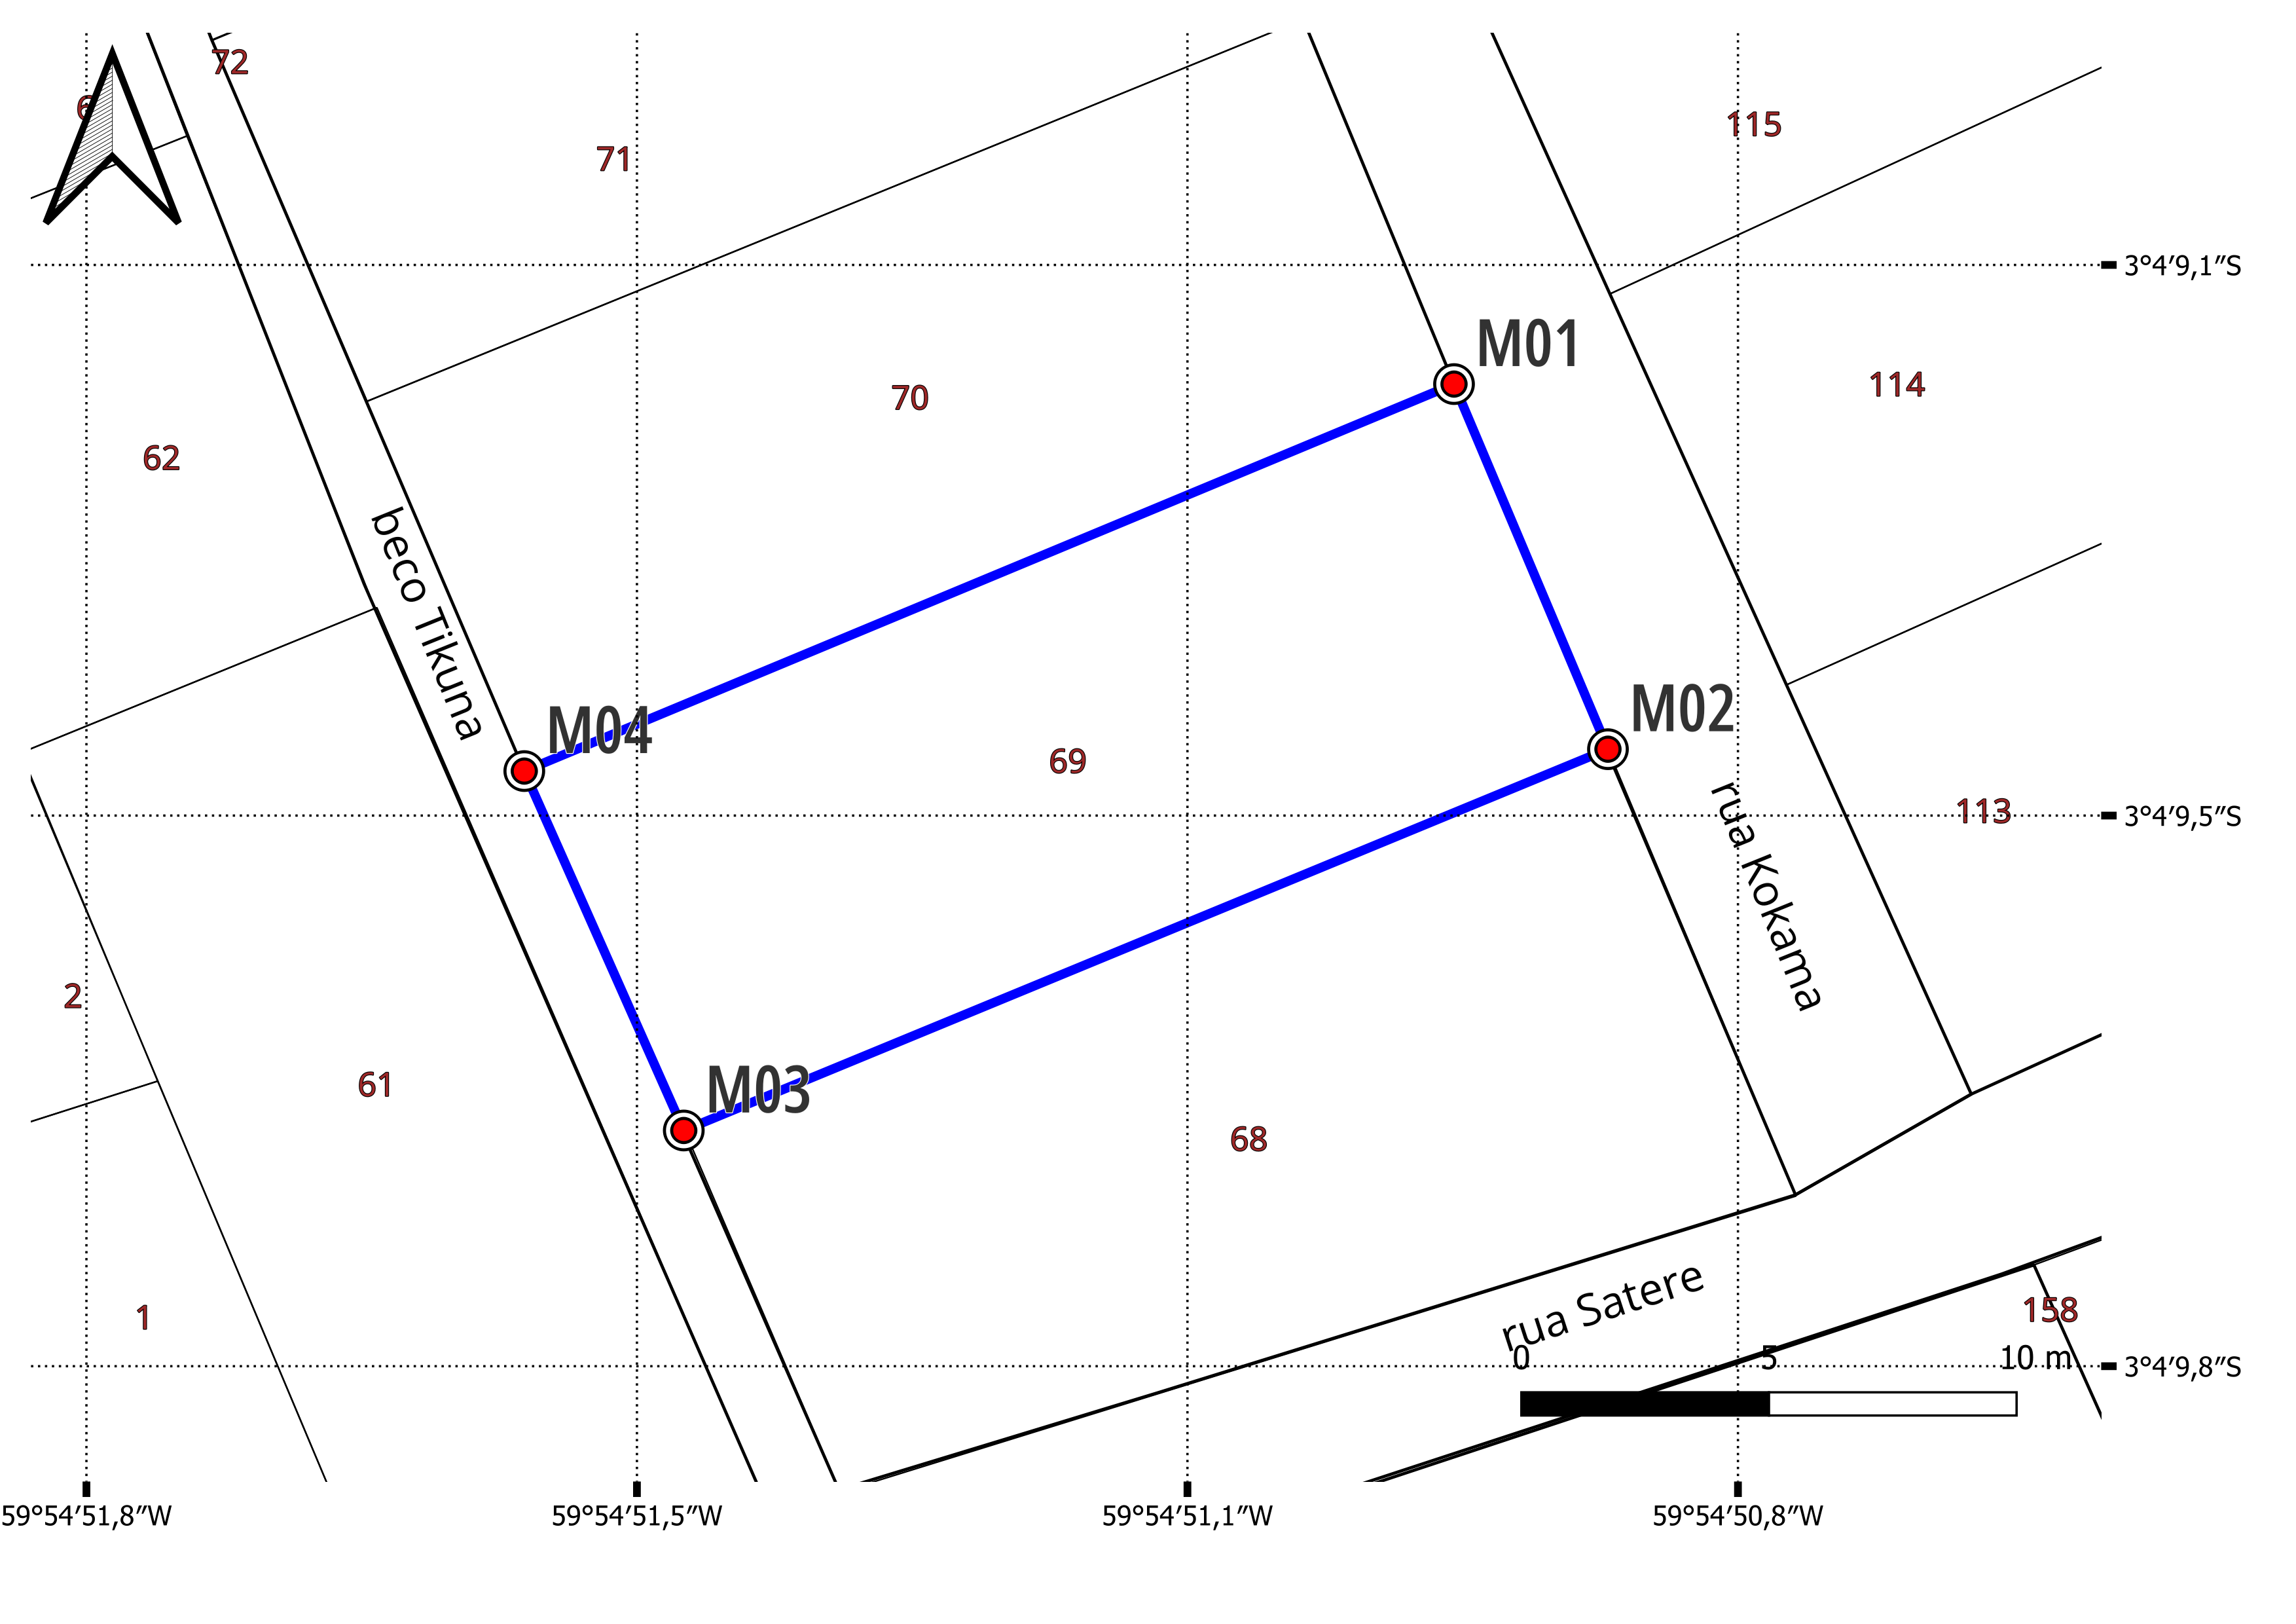 72
71
115
3°4′9,1″S
M01
70
114
62
beco Tikuna
M04
M02
69
rua Kokama
113
3°4′9,5″S
2
61
M03
68
1
rua Satere
158
0 5 10 m
3°4′9,8″S
59°54′51,8″W 59°54′51,5″W 59°54′51,1″W 59°54′50,8″W